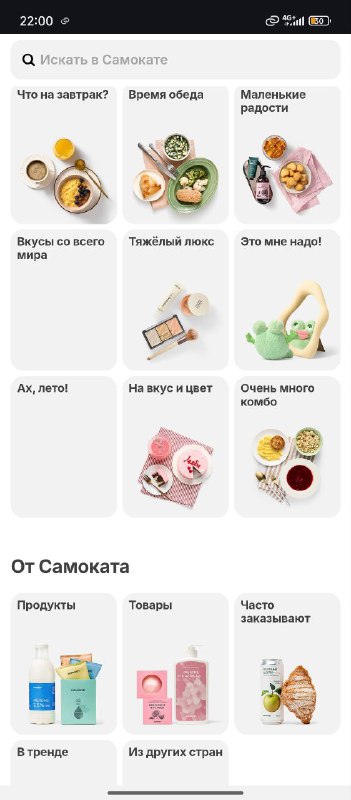 22:00
4G+
30
Искать в Самокате
Что на завтрак?
Время обеда
Маленькие
радости
Вкусы со всего
мира
Тяжёлый люкс
Это мне надо!
Ах, лето!
На вкус и цвет
Очень много
комбо
От Самоката
Продукты
Товары
Часто
заказывают
В тренде
Из других стран